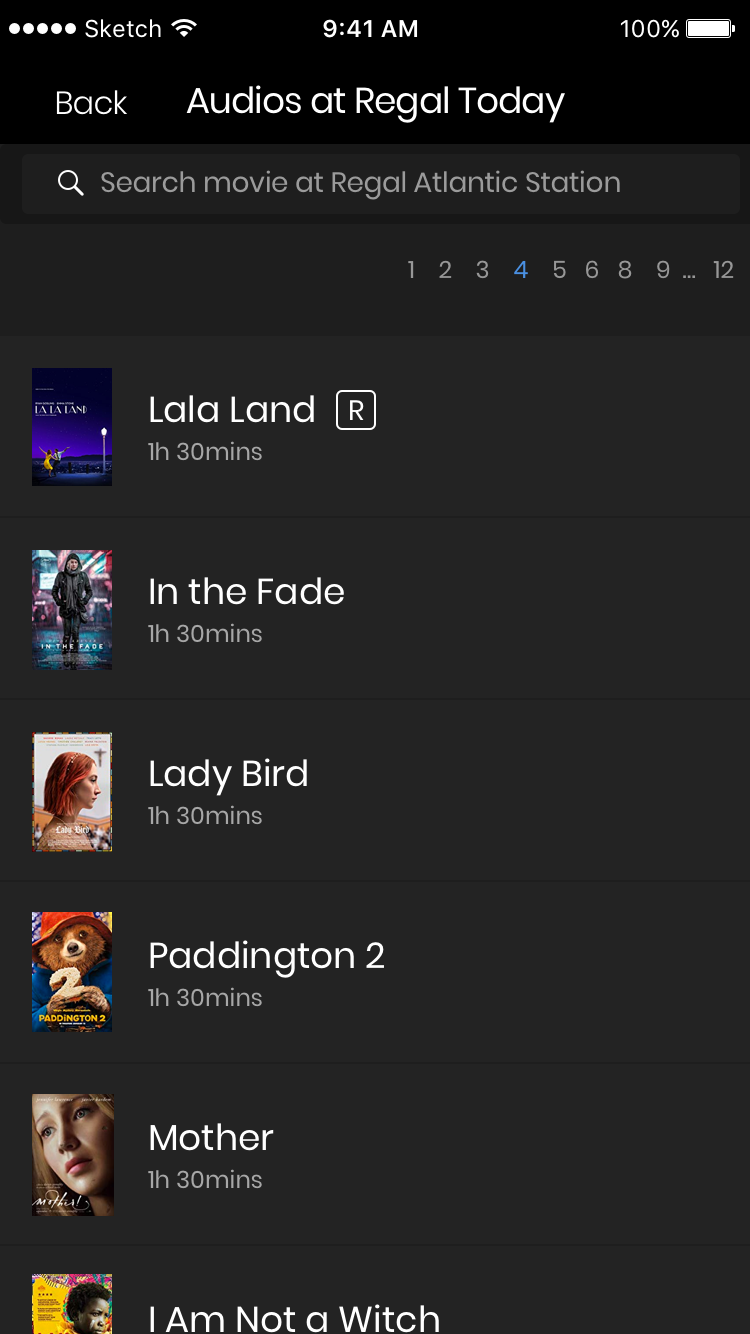 Sketch 9:41 AM 100%
Back Audios at Regal Today
Search movie at Regal Atlantic Station
1 2 3 4 5 6 8 9 ... 12
LA LA LAND
Lala Land R
1h 30mins
IN THE FADE
In the Fade
1h 30mins
Lady Bird
Lady Bird
1h 30mins
2
PADDINGTON 2
Paddington 2
1h 30mins
mother!
Mother
1h 30mins
I Am Not a Witch